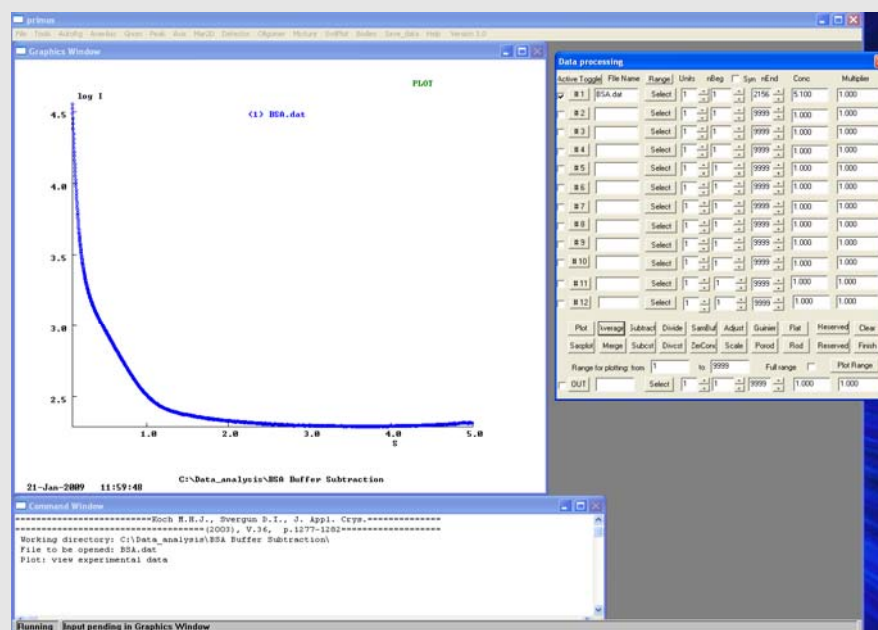 primus
File Tools Autorg Averbuf Qmom Peak Axis Mar2D Detector Oligomer Mixture SvdPlot Bodies Save_data Help Version 3.0
Graphics Window
PLOT
log I
(1) BSA.dat
4.5
4.0
3.5
3.0
2.5
1.0 2.0 3.0 4.0 5.0
s
C:\Data_analysis\BSA Buffer Subtraction
21-Jan-2009 11:59:48
Data processing
Active Toggle File Name Range Units nBeg Syn nEnd Conc Multiplier
# 1 BSA.dat Select 1 1 2156 5.100 1.000
# 2 Select 1 1 9999 1.000 1.000
# 3 Select 1 1 9999 1.000 1.000
# 4 Select 1 1 9999 1.000 1.000
# 5 Select 1 1 9999 1.000 1.000
# 6 Select 1 1 9999 1.000 1.000
# 7 Select 1 1 9999 1.000 1.000
# 8 Select 1 1 9999 1.000 1.000
# 9 Select 1 1 9999 1.000 1.000
# 10 Select 1 1 9999 1.000 1.000
# 11 Select 1 1 9999 1.000 1.000
# 12 Select 1 1 9999 1.000 1.000
Plot Average Subtract Divide SamBuf Adjust Guinier Flat Reserved Clear
Sasplot Merge Subcst Divcst ZerConc Scale Porod Rod Reserved Finish
Range for plotting: from 1 to 9999 Full range Plot Range
OUT Select 1 1 9999 1.000 1.000
Command Window
==========================Koch M.H.J., Svergun D.I., J. Appl. Crys.==============
===================================(2003), V.36, p.1277-1282===================
Working directory: C:\Data_analysis\BSA Buffer Subtraction\
File to be opened: BSA.dat
Plot: view experimental data
Running Input pending in Graphics Window